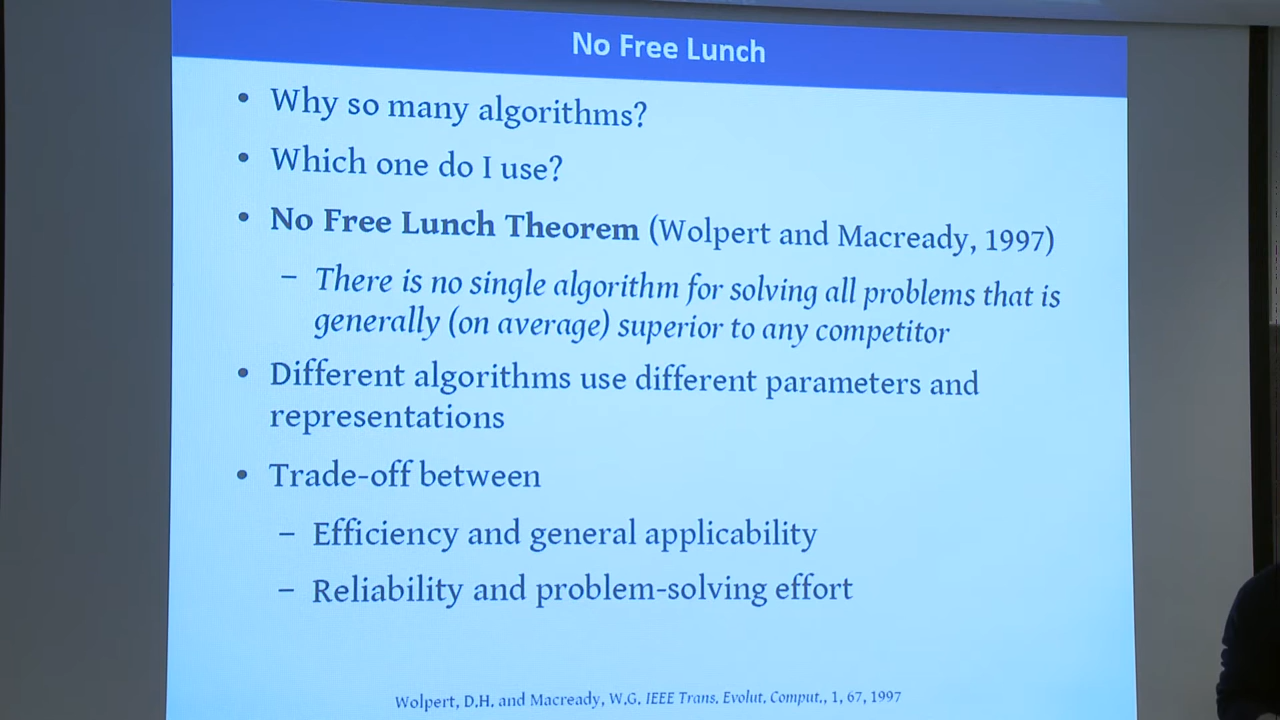 No Free Lunch
• Why so many algorithms?
• Which one do I use?
• No Free Lunch Theorem (Wolpert and Macready, 1997)
– There is no single algorithm for solving all problems that is
generally (on average) superior to any competitor
• Different algorithms use different parameters and
representations
• Trade-off between
– Efficiency and general applicability
– Reliability and problem-solving effort
Wolpert, D.H. and Macready, W.G. IEEE Trans. Evolut. Comput., 1, 67, 1997